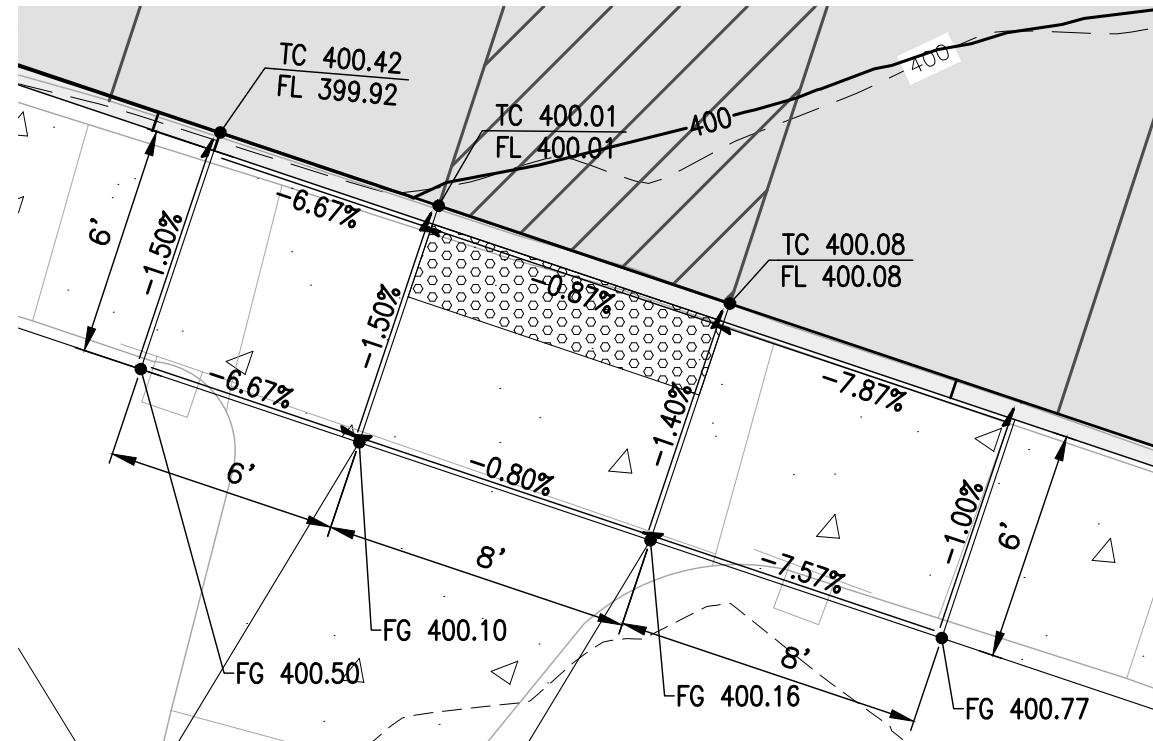 TC 400.42
FL 399.92
TC 400.01
FL 400.01
400
400
TC 400.08
FL 400.08
-6.67%
-1.50%
6'
-0.87%
-1.50%
-7.87%
-6.67%
-1.40%
-0.80%
6'
-1.00%
6'
8'
-7.57%
8'
FG 400.10
FG 400.50
FG 400.16
FG 400.77